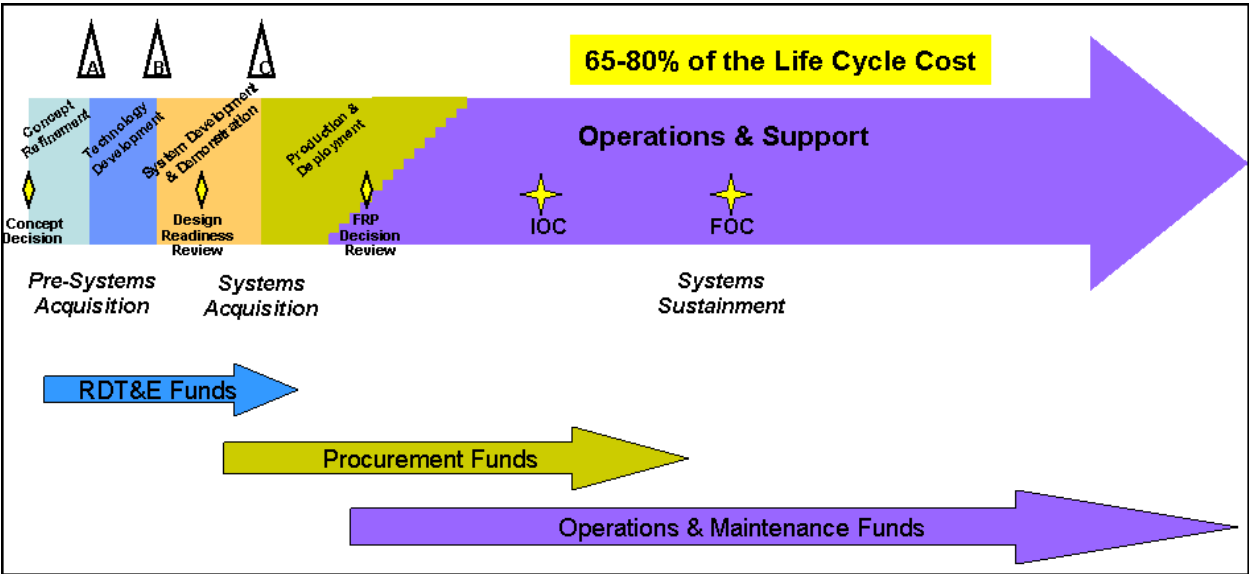 A
B
C
65-80% of the Life Cycle Cost
Concept
Refinement
Technology
Development
System Development
& Demonstration
Production &
Deployment
Operations & Support
Concept
Decision
Design
Readiness
Review
FRP
Decision
Review
IOC
FOC
Pre-Systems
Acquisition
Systems
Acquisition
Systems
Sustainment
RDT&E Funds
Procurement Funds
Operations & Maintenance Funds